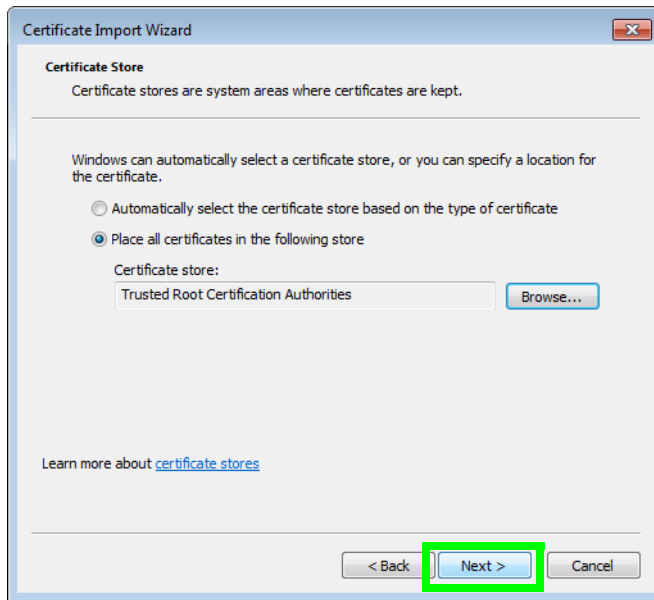 Certificate Import Wizard
Certificate Store
Certificate stores are system areas where certificates are kept.
Windows can automatically select a certificate store, or you can specify a location for
the certificate.
Automatically select the certificate store based on the type of certificate
Place all certificates in the following store
Certificate store:
Trusted Root Certification Authorities
Browse...
Learn more about certificate stores
< Back
Next >
Cancel